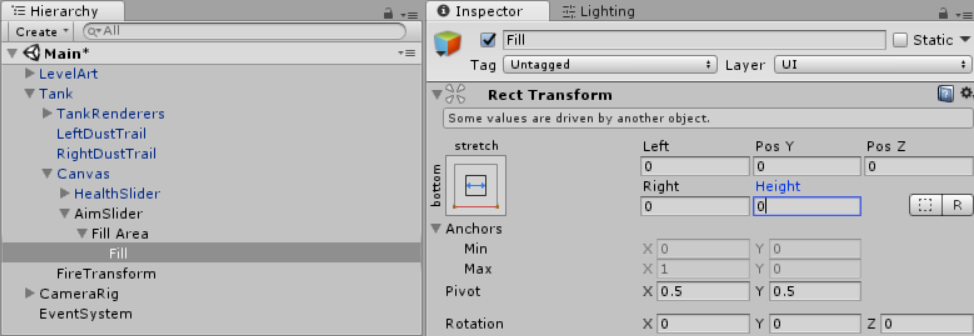 Hierarchy
Create
All
Main*
LevelArt
Tank
TankRenderers
LeftDustTrail
RightDustTrail
Canvas
HealthSlider
AimSlider
Fill Area
Fill
FireTransform
CameraRig
EventSystem
Inspector Lighting
Fill Static
Tag Untagged Layer UI
Rect Transform
Some values are driven by another object.
stretch Left Pos Y Pos Z
0 0 0
bottom Right Height
0 0 R
Anchors
Min X 0 Y 0
Max X 1 Y 0
Pivot X 0.5 Y 0.5
Rotation X 0 Y 0 Z 0